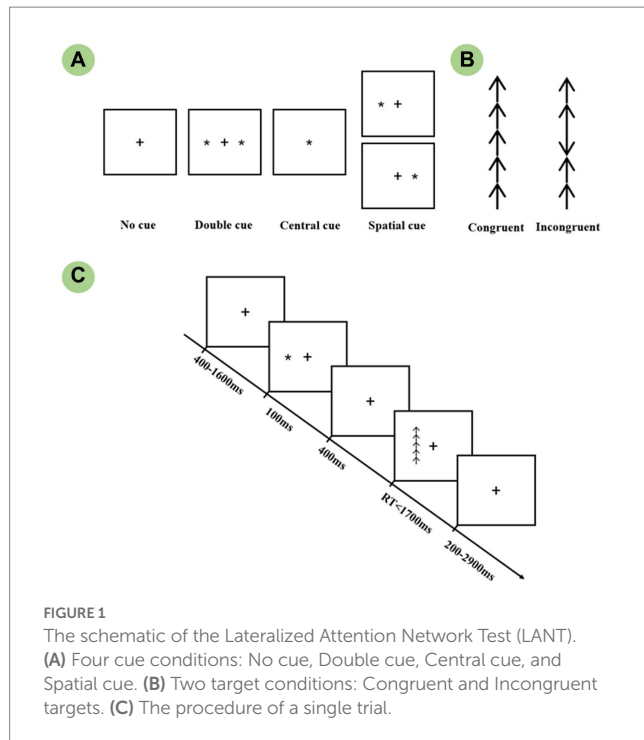 A
B
+
* + *
*
* +
+ *
No cue
Double cue
Central cue
Spatial cue
Congruent
Incongruent
C
+
* +
+
+
+
400-1600ms
100ms
400ms
RT<1700ms
200-2900ms
FIGURE 1
The schematic of the Lateralized Attention Network Test (LANT).
(A) Four cue conditions: No cue, Double cue, Central cue, and
Spatial cue. (B) Two target conditions: Congruent and Incongruent
targets. (C) The procedure of a single trial.